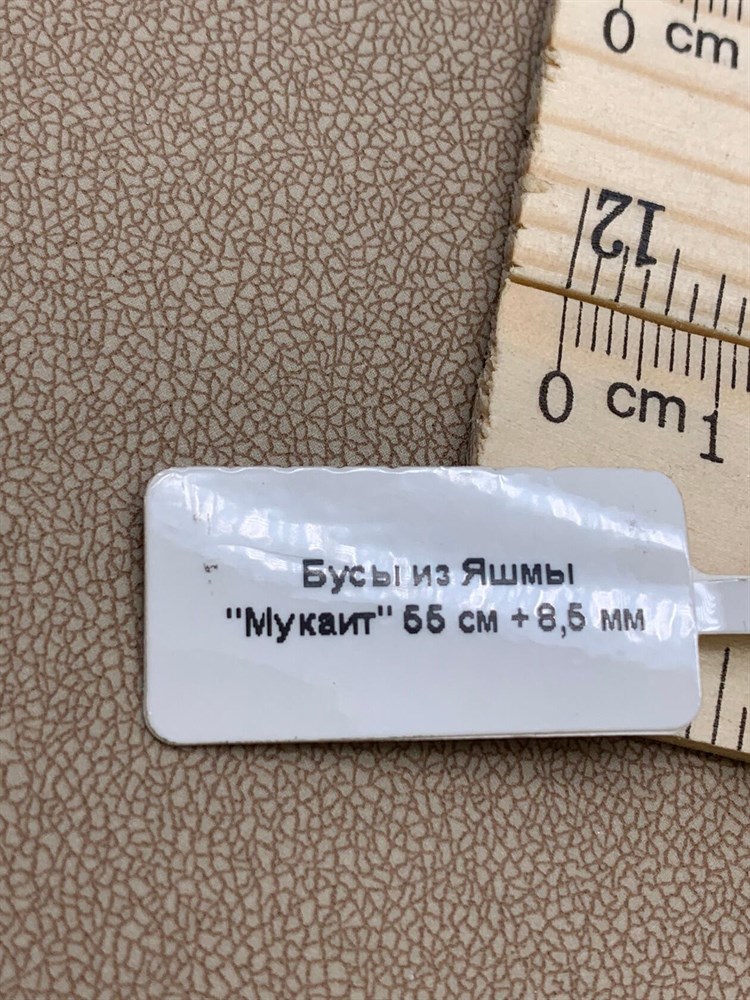 0 cm
12
0 cm 1
Бусы из Яшмы
"Мукаит" 55 см + 8,5 мм